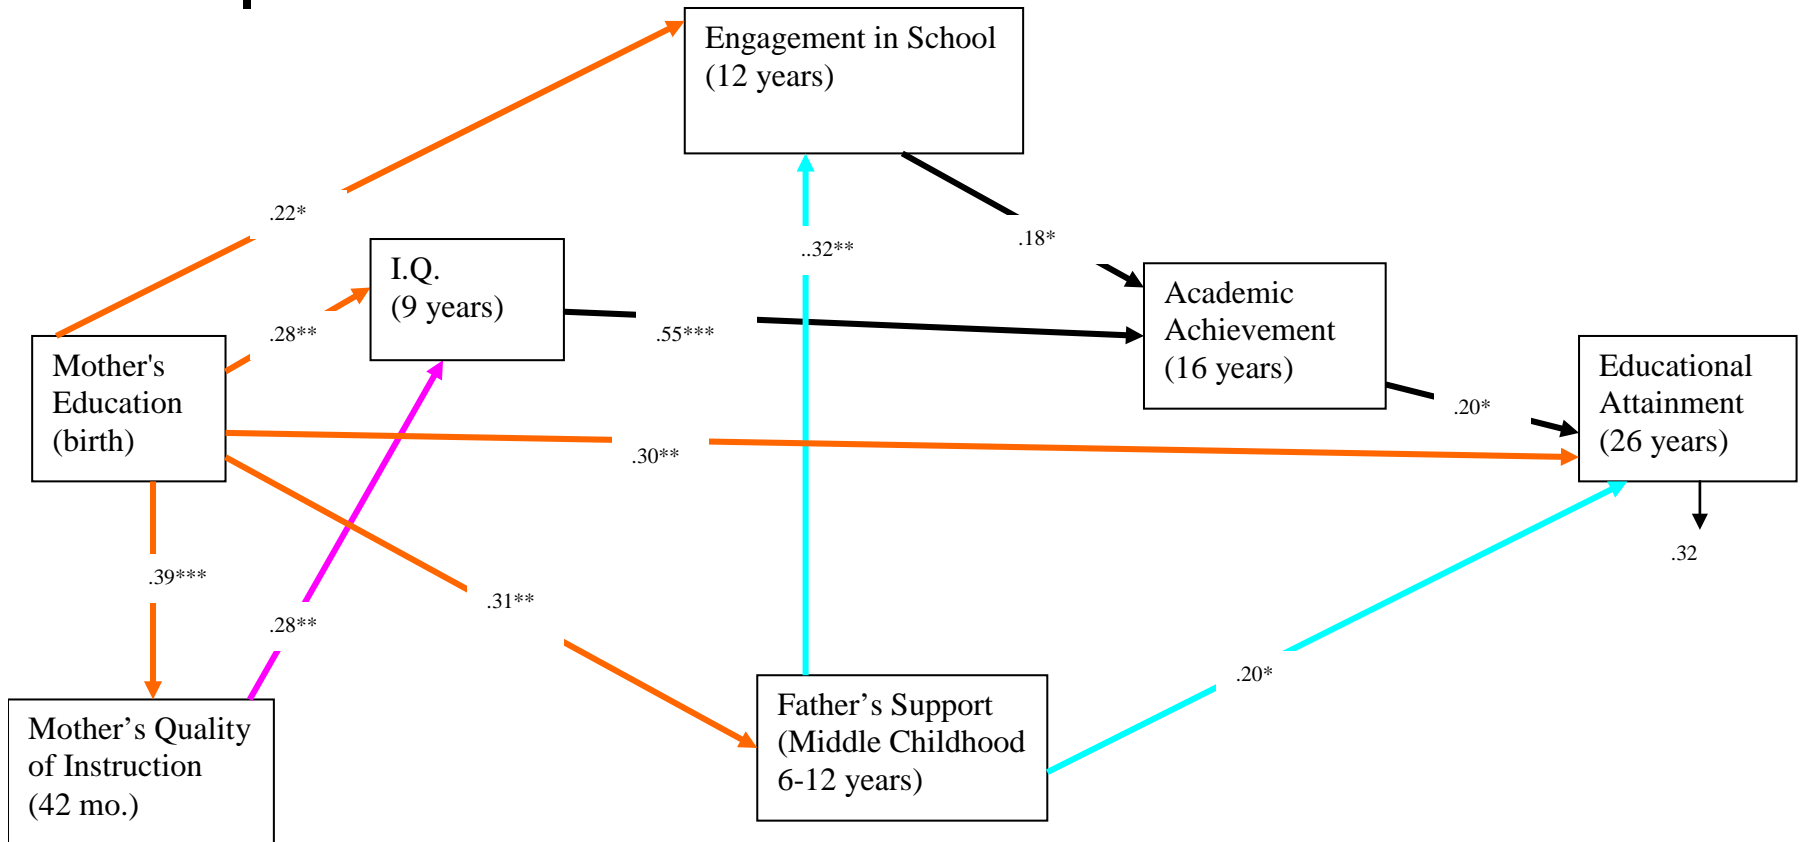 Engagement in School
(12 years)
.22*
..32**
.18*
I.Q.
(9 years)
Academic
Achievement
(16 years)
.28**
.55***
Mother's
Education
(birth)
Educational
Attainment
(26 years)
.20*
.30**
.32
.39***
.31**
.28**
.20*
Father’s Support
(Middle Childhood
6-12 years)
Mother’s Quality
of Instruction
(42 mo.)